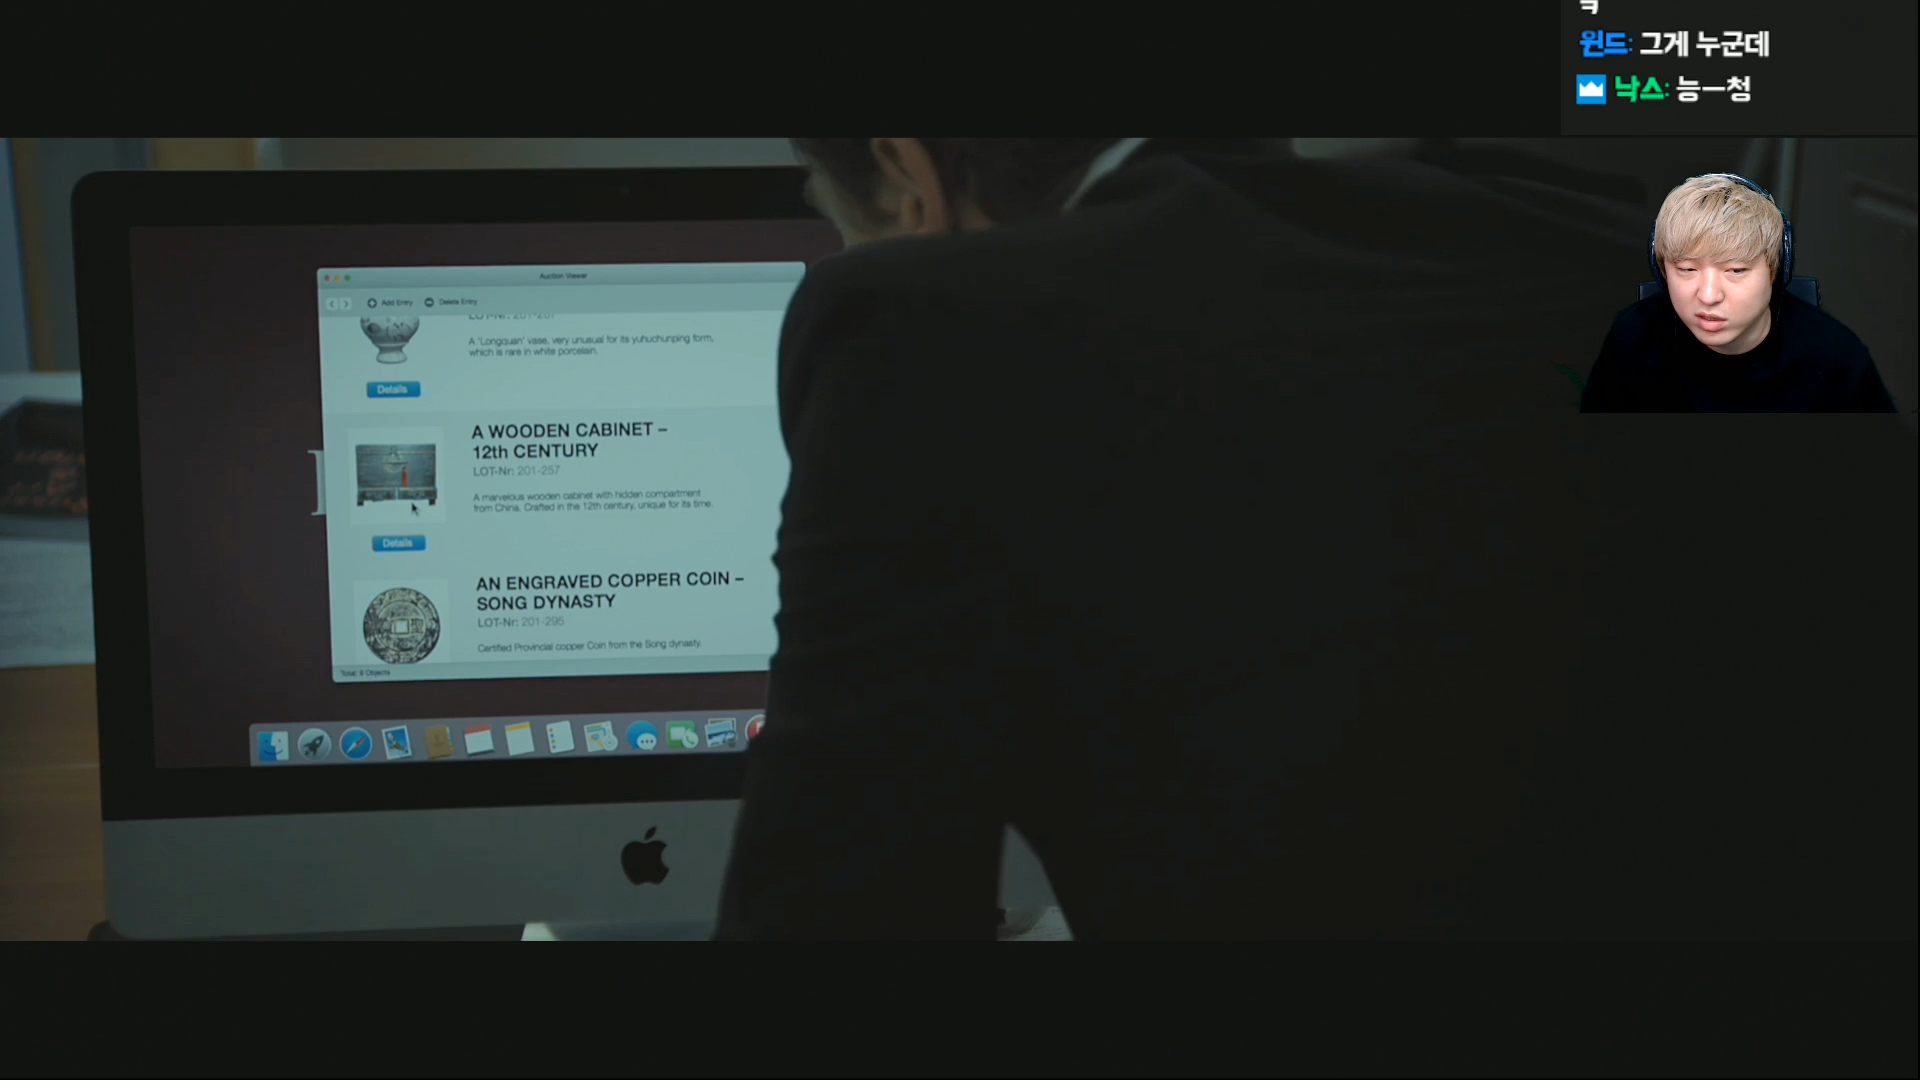 ㅋ
윈드: 그게 누군데
낙스: 능ㅡ청
Auction Viewer
Add Entry
Delete Entry
A 'Longquan' vase, very unusual for its yuhuchunping form,
which is rare in white porcelain.
Details
A WOODEN CABINET –
12th CENTURY
LOT-Nr: 201-257
A marvelous wooden cabinet with hidden compartment
from China. Crafted in the 12th century, unique for its time.
Details
AN ENGRAVED COPPER COIN –
SONG DYNASTY
LOT-Nr: 201-295
Certified Provincial copper Coin from the Song dynasty.
Total: 9 Objects